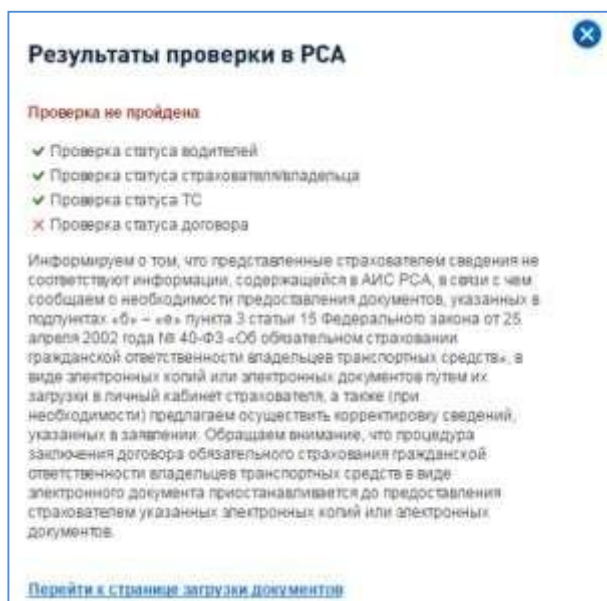 Результаты проверки в РСА
Проверка не пройдена
Проверка статуса водителей
Проверка статуса страхователя/владельца
Проверка статуса ТС
Проверка статуса договора
Информируем о том, что представленные страхователем сведения не
соответствуют информации, содержащейся в АИС РСА, в связи с чем
сообщаем о необходимости предоставления документов, указанных в
подпунктах «б» – «е» пункта 3 статьи 15 Федерального закона от 25
апреля 2002 года № 40-ФЗ «Об обязательном страховании
гражданской ответственности владельцев транспортных средств», в
виде электронных копий или электронных документов путем их
загрузки в личный кабинет страхователя, а также (при
необходимости) предлагаем осуществить корректировку сведений,
указанных в заявлении. Обращаем внимание, что процедура
заключения договора обязательного страхования гражданской
ответственности владельцев транспортных средств в виде
электронного документа приостанавливается до предоставления
страхователем указанных электронных копий или электронных
документов.
Перейти к странице загрузки документов